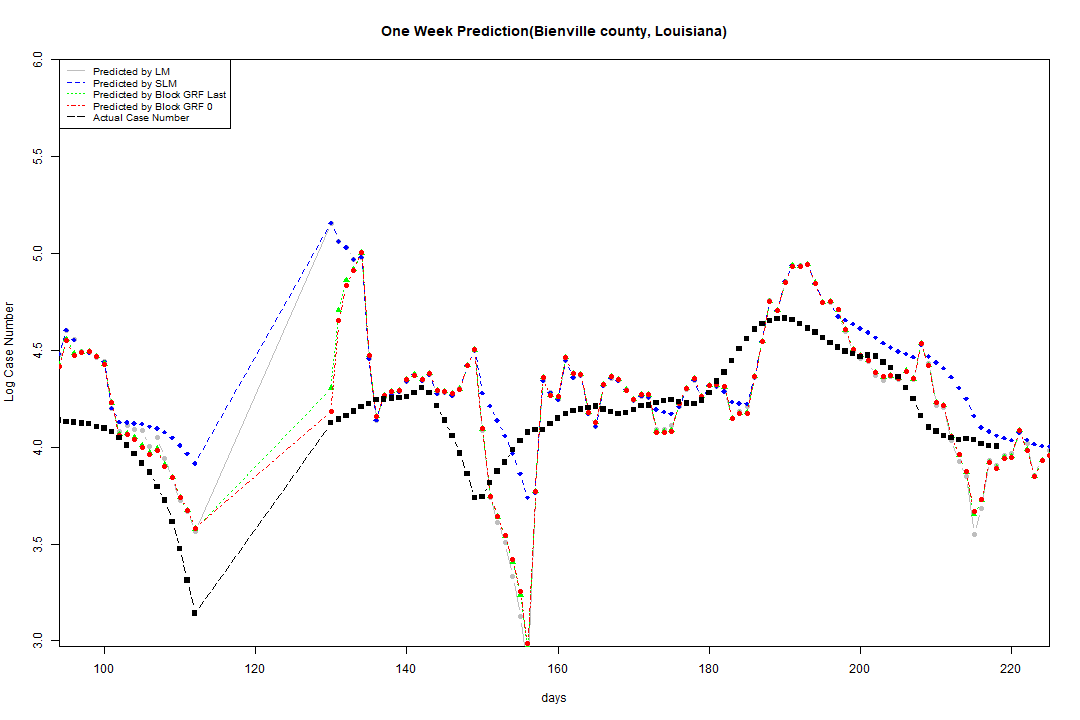 One Week Prediction(Bienville county, Louisiana)
Predicted by LM
Predicted by SLM
Predicted by Block GRF Last
Predicted by Block GRF 0
Actual Case Number
6.0
5.5
5.0
4.5
4.0
3.5
3.0
Log Case Number
100 120 140 160 180 200 220
days